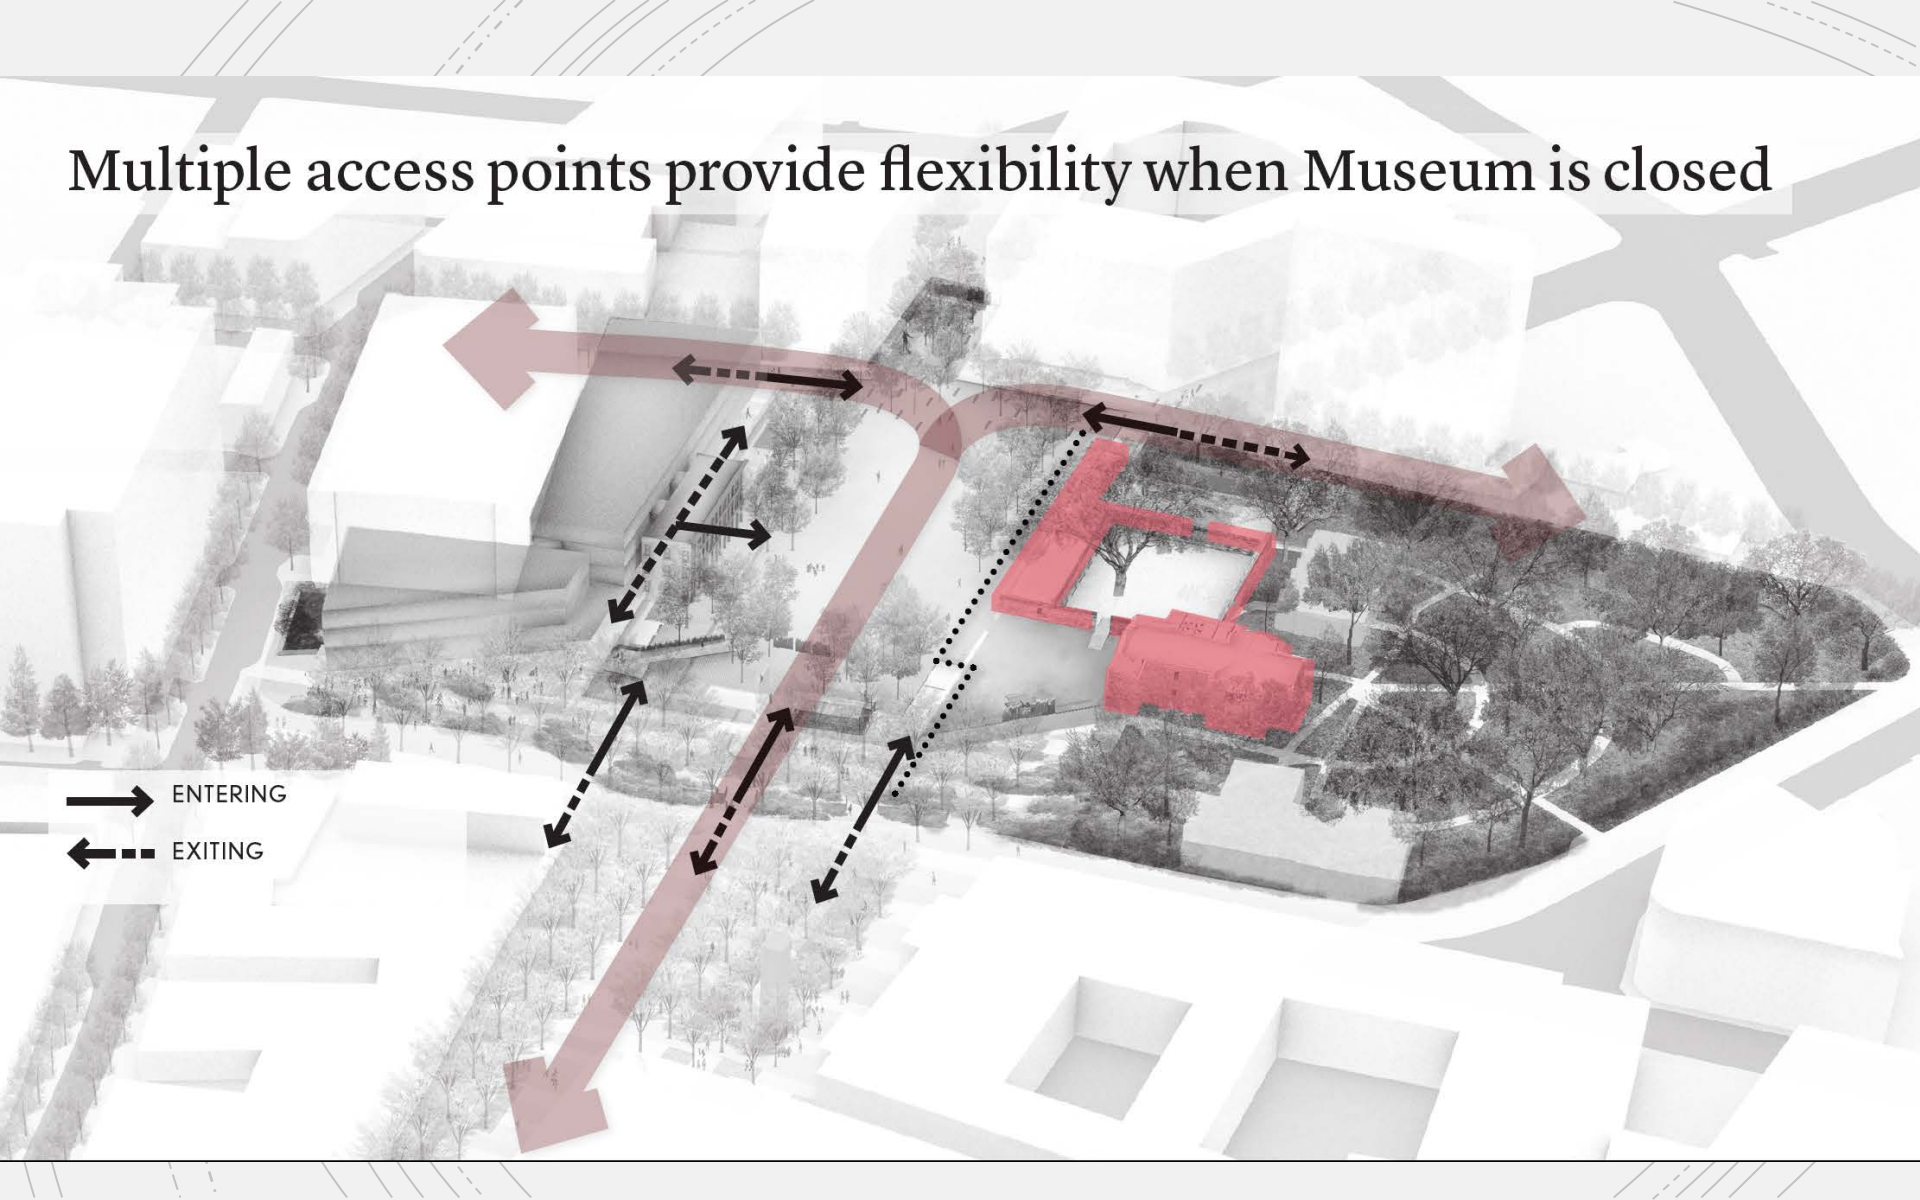 Multiple access points provide flexibility when Museum is closed
ENTERING
EXITING